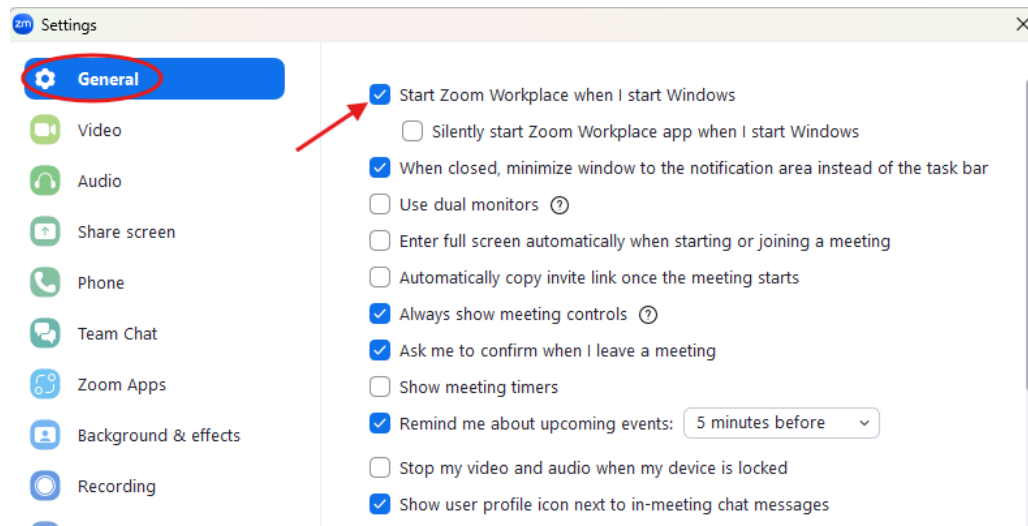 zm Settings
General
Start Zoom Workplace when I start Windows
Silently start Zoom Workplace app when I start Windows
Video
When closed, minimize window to the notification area instead of the task bar
Audio
Use dual monitors ?
Share screen
Enter full screen automatically when starting or joining a meeting
Phone
Automatically copy invite link once the meeting starts
Always show meeting controls ?
Team Chat
Ask me to confirm when I leave a meeting
Zoom Apps
Show meeting timers
Remind me about upcoming events: 5 minutes before
Background & effects
Stop my video and audio when my device is locked
Recording
Show user profile icon next to in-meeting chat messages